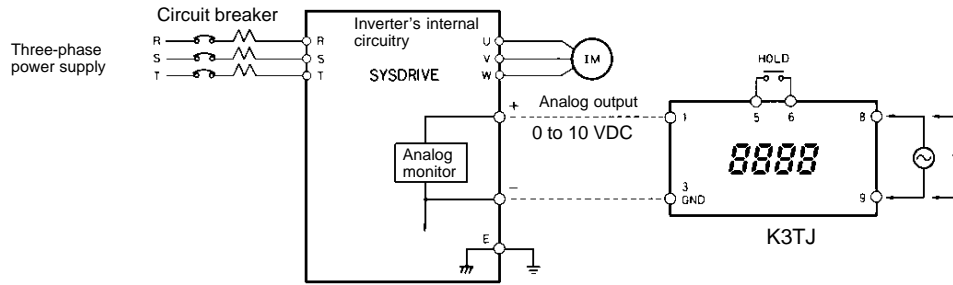 Circuit breaker
Three-phase
power supply
R
S
T
R
S
T
Inverter's internal
circuitry
SYSDRIVE
U
V
W
IM
Analog
monitor
+
−
E
Analog output
0 to 10 VDC
HOLD
1
5
6
8
3
GND
9
8888
K3TJ